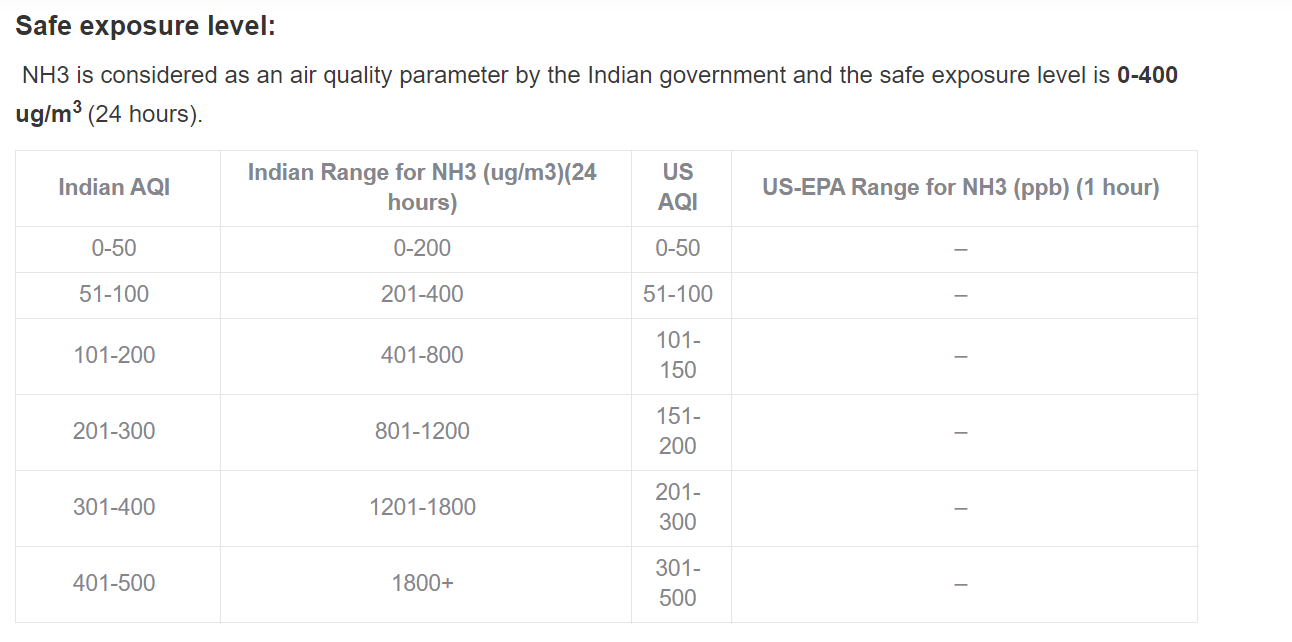 Safe exposure level:
NH3 is considered as an air quality parameter by the Indian government and the safe exposure level is 0-400
ug/m³ (24 hours).
Indian AQI
Indian Range for NH3 (ug/m3)(24
hours)
US
AQI
US-EPA Range for NH3 (ppb) (1 hour)
0-50 0-200 0-50 –
51-100 201-400 51-100 –
101-200 401-800 101-
150 –
201-300 801-1200 151-
200 –
301-400 1201-1800 201-
300 –
401-500 1800+ 301-
500 –